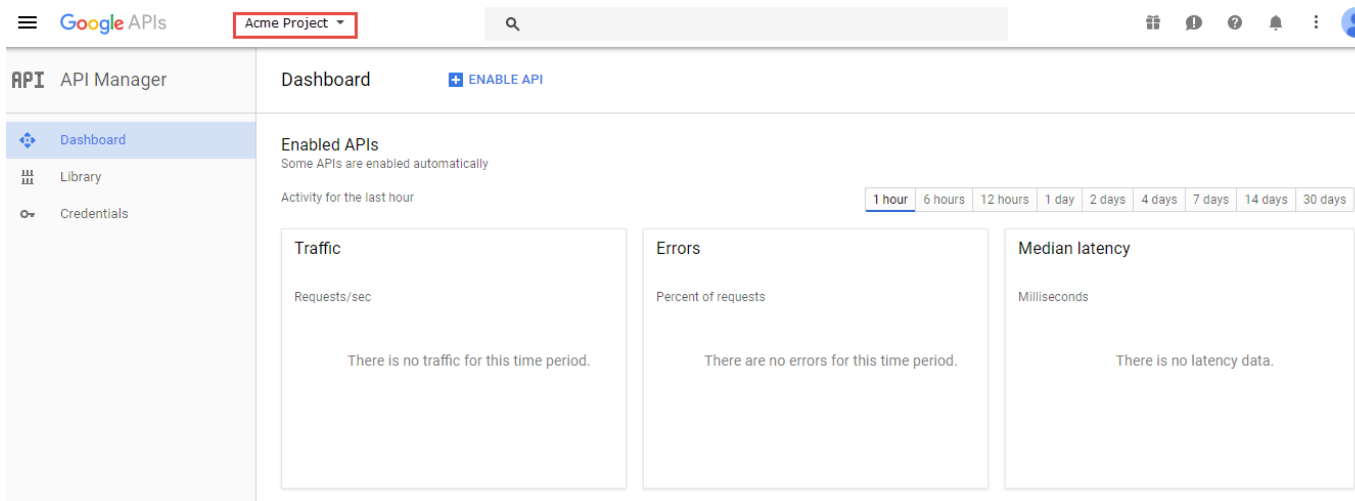 Google APIs
Acme Project
API API Manager
Dashboard
ENABLE API
Dashboard
Library
Credentials
Enabled APIs
Some APIs are enabled automatically
Activity for the last hour
1 hour 6 hours 12 hours 1 day 2 days 4 days 7 days 14 days 30 days
Traffic
Requests/sec
There is no traffic for this time period.
Errors
Percent of requests
There are no errors for this time period.
Median latency
Milliseconds
There is no latency data.